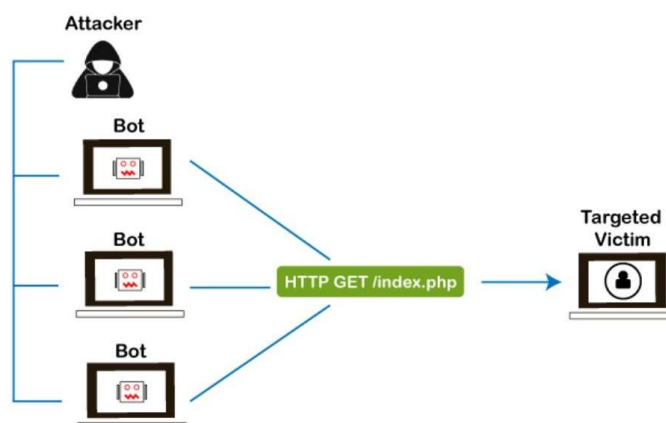 Attacker
Bot
Bot
Bot
HTTP GET /index.php
Targeted
Victim